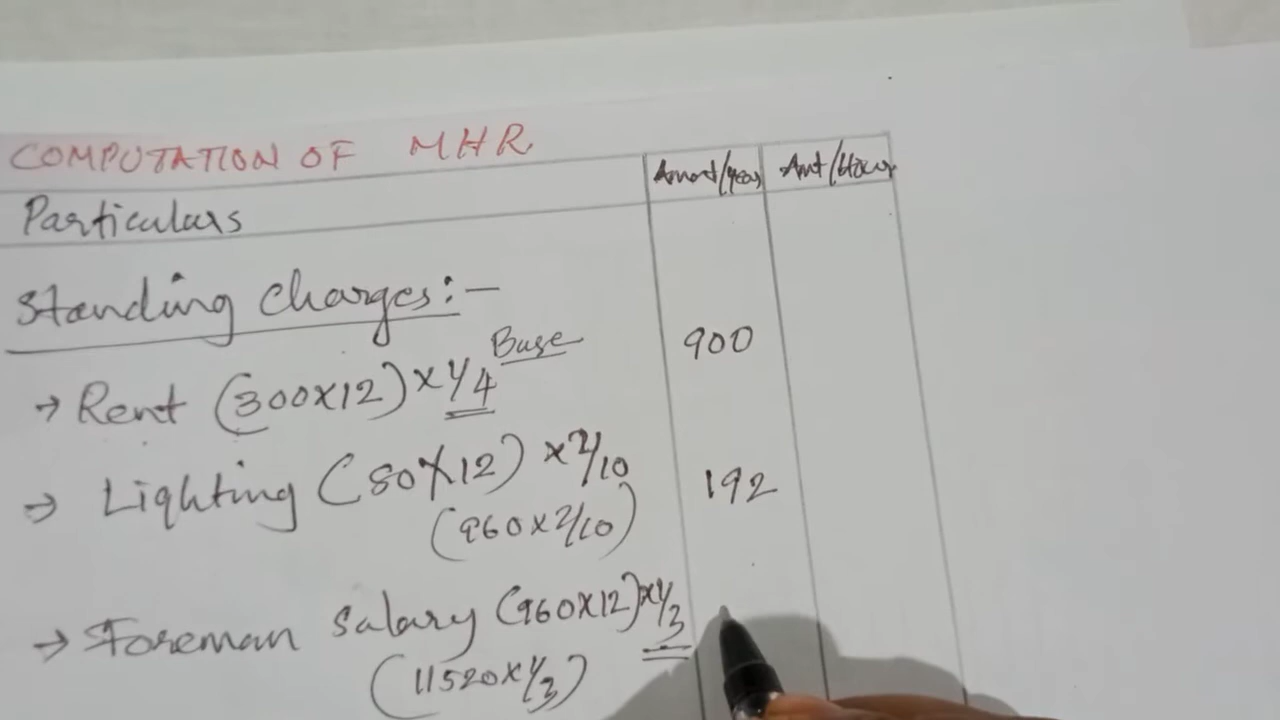 COMPUTATION OF MHR
Particulars Amont/year Amt/Hour
Standing Charges:-
→ Rent (300x12) x 1/4 Base 900
→ Lighting (80x12) x 2/10 192
(960x2/10)
→ Foreman Salary (960x12) x 1/3
(11520x1/3)